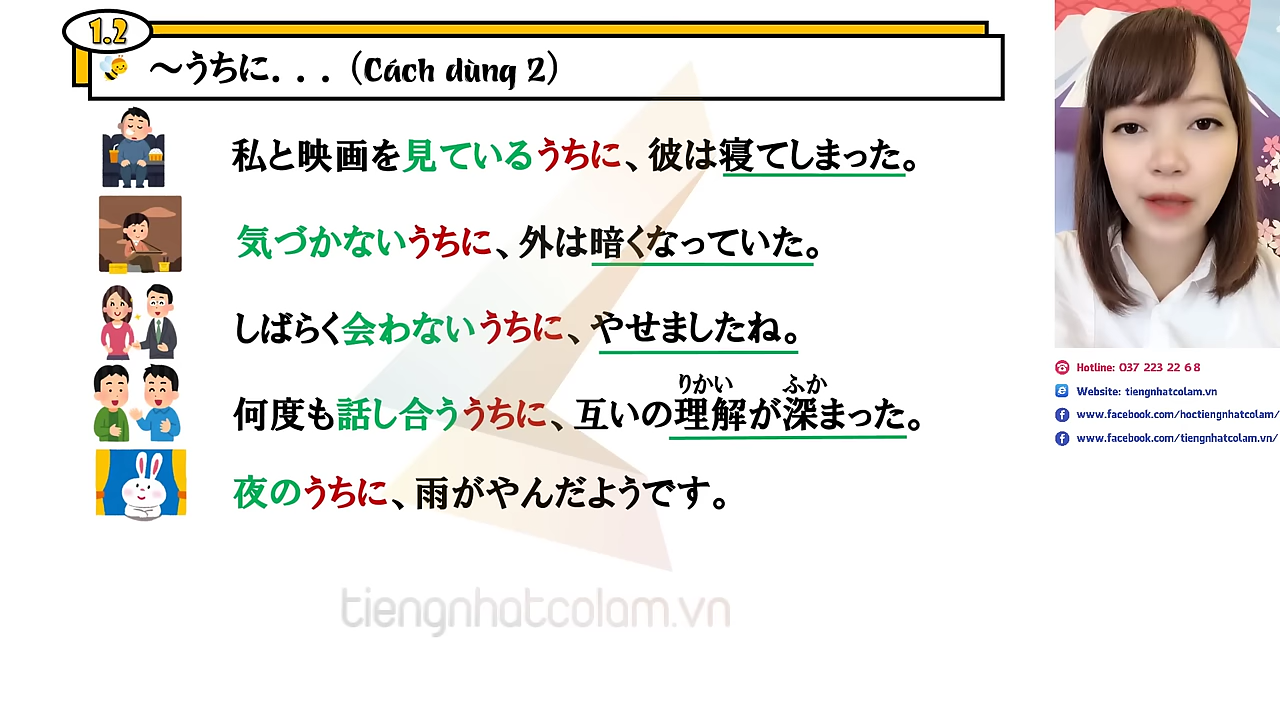 1.2
～うちに. . .（Cách dùng 2）
私と映画を見ているうちに、彼は寝てしまった。
気づかないうちに、外は暗くなっていた。
しばらく会わないうちに、やせましたね。
りかい ふか
何度も話し合ううちに、互いの理解が深まった。
夜のうちに、雨がやんだようです。
tiengnhatcolam.vn
Hotline: 037 223 22 68
Website: tiengnhatcolam.vn
www.facebook.com/hoctiengnhatcolam/
www.facebook.com/tiengnhatcolam.vn/